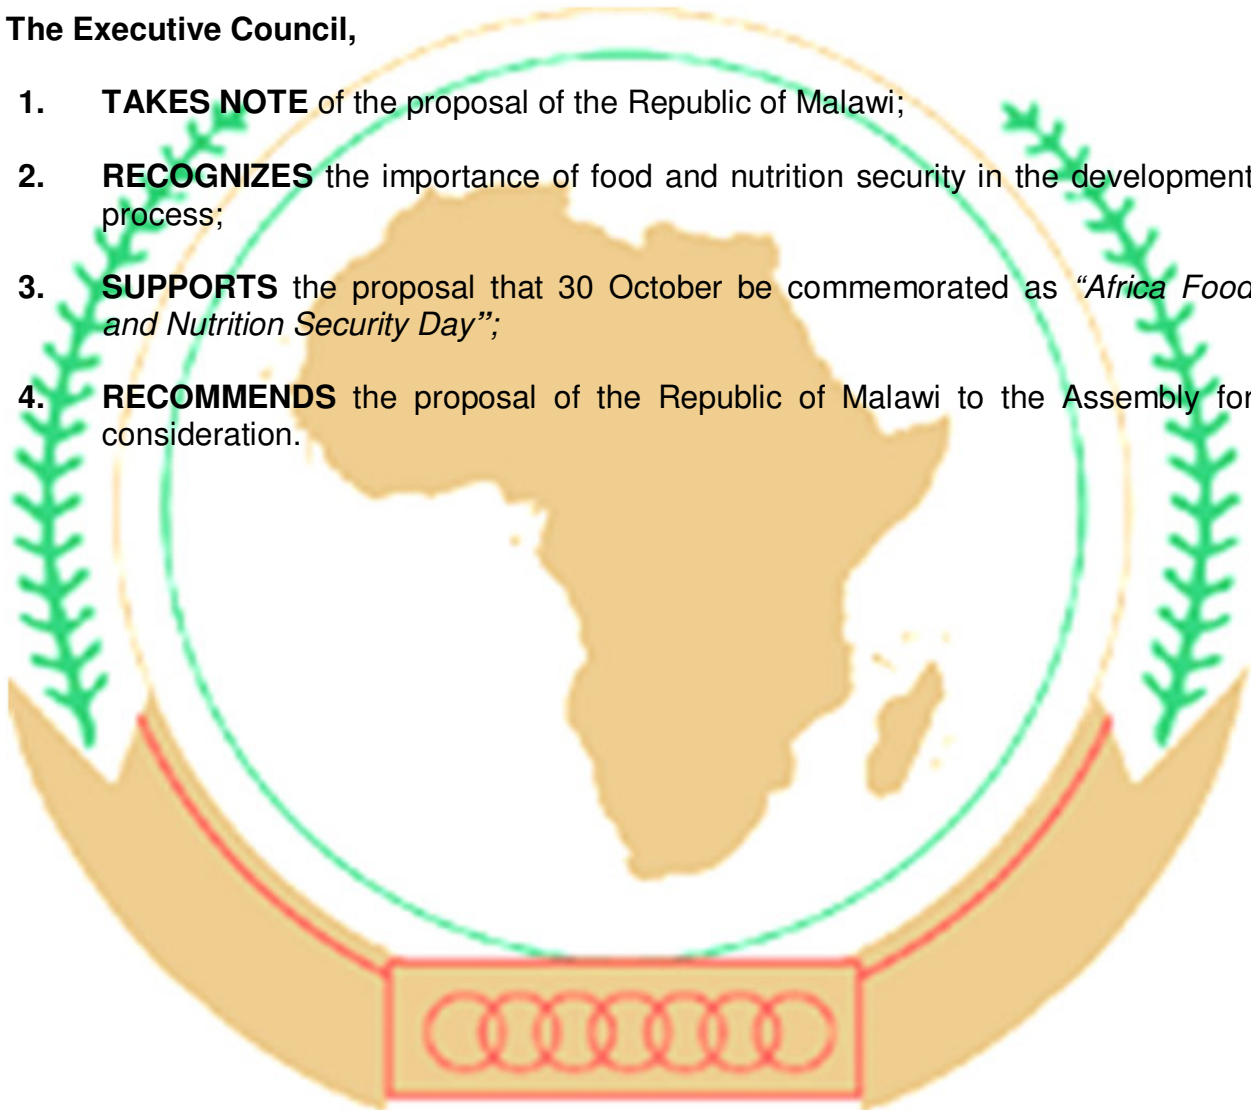 The Executive Council,
1. TAKES NOTE of the proposal of the Republic of Malawi;
2. RECOGNIZES the importance of food and nutrition security in the development
process;
3. SUPPORTS the proposal that 30 October be commemorated as “Africa Food
and Nutrition Security Day”;
4. RECOMMENDS the proposal of the Republic of Malawi to the Assembly for
consideration.